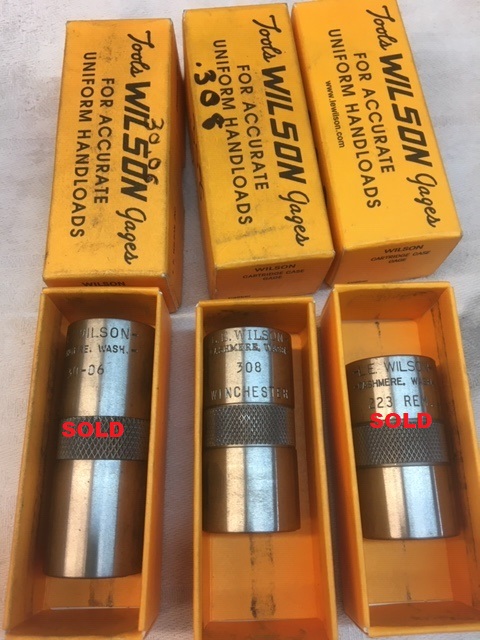 Tools WILSON Gages
FOR ACCURATE
UNIFORM HANDLOADS
30-06
WILSON
Tools WILSON Gages
FOR ACCURATE
UNIFORM HANDLOADS
.308
WILSON
CARTRIDGE CASE
GAGE
Tools WILSON Gages
FOR ACCURATE
UNIFORM HANDLOADS
www.lewilson.com
WILSON
CARTRIDGE CASE
GAGE
WILSON
WASH.
-06
SOLD
L.E. WILSON
CASHMERE, WASH.
308
WINCHESTER
L.E. WILSON
CASHMERE, WASH.
223 REM.
SOLD